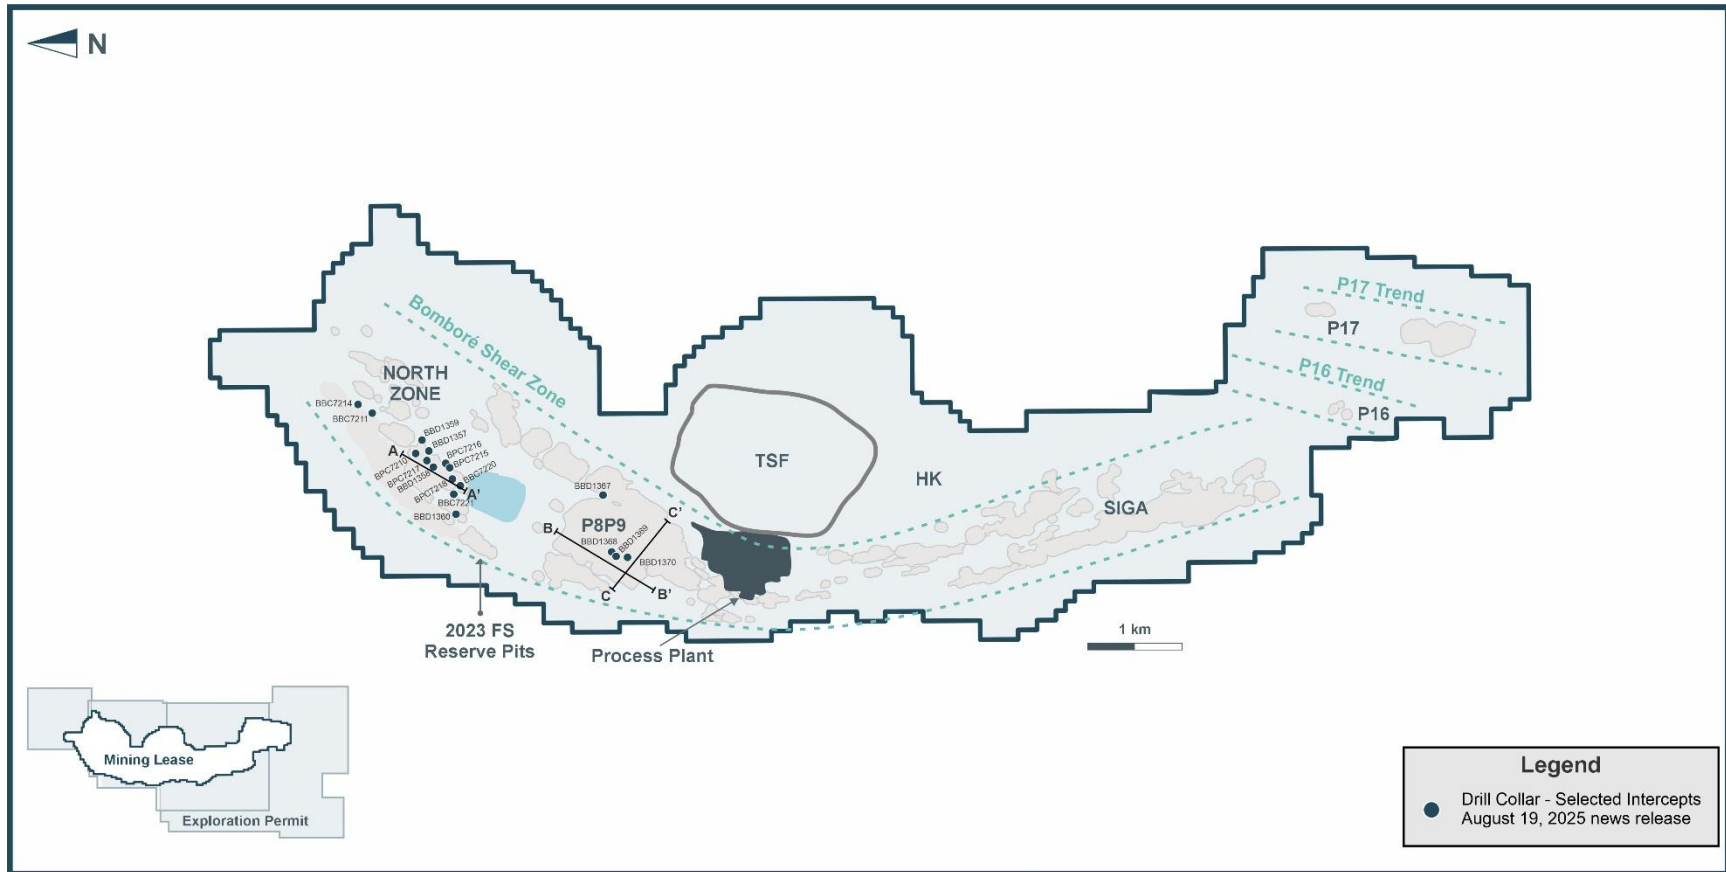 N
Bomboré Shear Zone
NORTH
ZONE
BBC7214
BBC7211
BBD1359
BBD1357
BPC7216
BPC7215
BBC7220
A
BPC7210
BPC7217
BBD1358
BPC7218
A'
BBC7221
BBD1360
BBD1367
B
P8P9
C'
BBD1368
BBD1369
BBD1370
C
B'
TSF
HK
SIGA
P17 Trend
P17
P16 Trend
P16
2023 FS
Reserve Pits
Process Plant
1 km
Mining Lease
Exploration Permit
Legend
Drill Collar - Selected Intercepts
August 19, 2025 news release